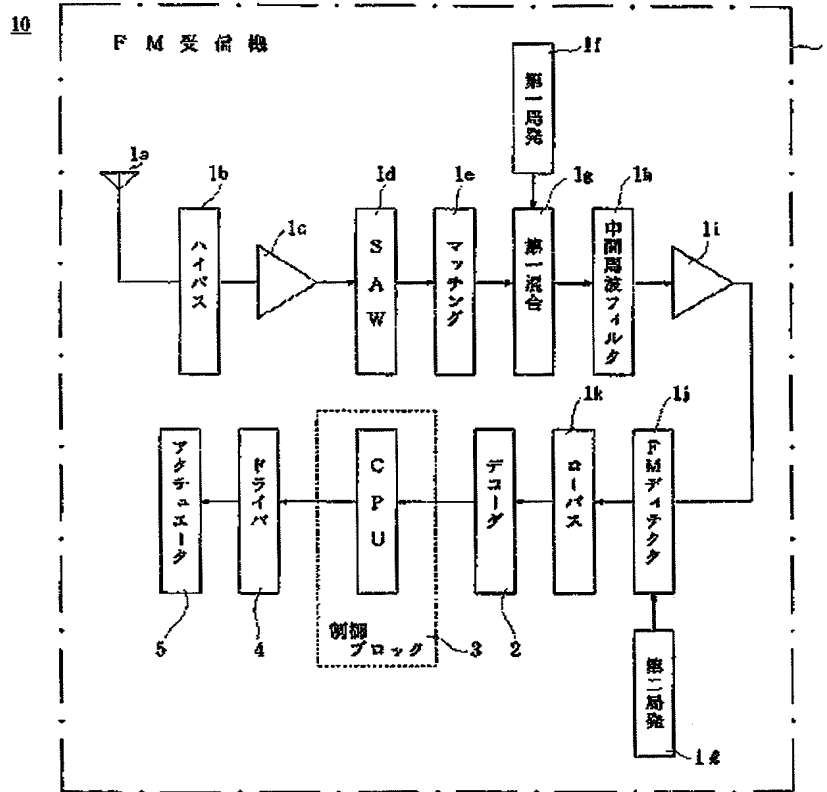 10
FM受信機
1a
1b
ハイパス
1c
1d
SAW
1e
マッチング
1f
第一局発
1g
第一混合
1h
中間周波フィルタ
1i
1j
FMディテクタ
1k
ローパス
デコーダ
2
CPU
制御
ブロック
3
ドライバ
4
アクチュエータ
5
第二局発
1ℓ